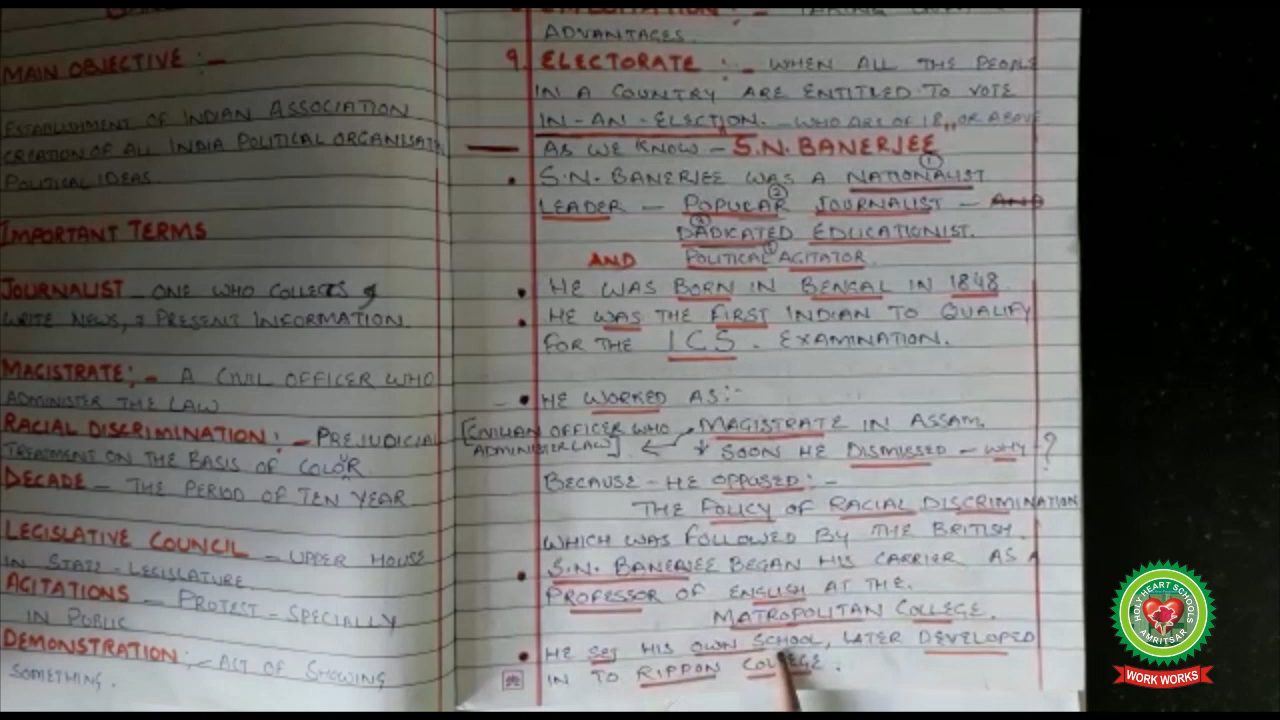 MAIN OBJECTIVE :-
ESTABLISHMENT OF INDIAN ASSOCIATION
CREATION OF ALL INDIA POLITICAL ORGANISATN
POLITICAL IDEAS
IMPORTANT TERMS
JOURNALIST - ONE WHO COLLECTS &
WRITE NEWS, & PRESENT INFORMATION.
MAGISTRATE :- A CIVIL OFFICER WHO
ADMINISTER THE LAW
RACIAL DISCRIMINATION :- PREJUDICIAL
TREATMENT ON THE BASIS OF COLOR
DECADE - THE PERIOD OF TEN YEAR
LEGISLATIVE COUNCIL - UPPER HOUSE
IN STATE-LEGISLATURE
AGITATIONS - PROTEST - SPECIALLY
IN PUBLIC
DEMONSTRATION :- ACT OF SHOWING
SOMETHING.
ADVANTAGES.
9. ELECTORATE :- WHEN ALL THE PEOPLE
IN A COUNTRY ARE ENTITLED TO VOTE
IN-AN-ELECTION. - WHO ARE OF 18, OR ABOVE
AS WE KNOW - S.N. BANERJEE
• S.N. BANERJEE WAS A NATIONALIST ①
LEADER - POPULAR ② JOURNALIST - AND
DADICATED ③ EDUCATIONIST.
AND POLITICAL AGITATOR.
• HE WAS BORN IN BENGAL IN 1848
• HE WAS THE FIRST INDIAN TO QUALIFY
FOR THE ICS. EXAMINATION.
• HE WORKED AS:-
[CIVILIAN OFFICER WHO ADMINISTER LAW] MAGISTRATE IN ASSAM.
SOON HE DISMISSED - WHY?
BECAUSE - HE OPPOSED :-
THE POLICY OF RACIAL DISCRIMINATION
WHICH WAS FOLLOWED BY THE BRITISH.
• S.N. BANERJEE BEGAN HIS CARRIER AS A
PROFESSOR OF ENGLISH AT THE.
MATROPOLITAN COLLEGE.
• HE SET HIS OWN SCHOOL, LATER DEVELOPED
IN TO RIPPON COLLEGE.
HOLY HEART SCHOOLS
AMRITSAR
WORK WORKS